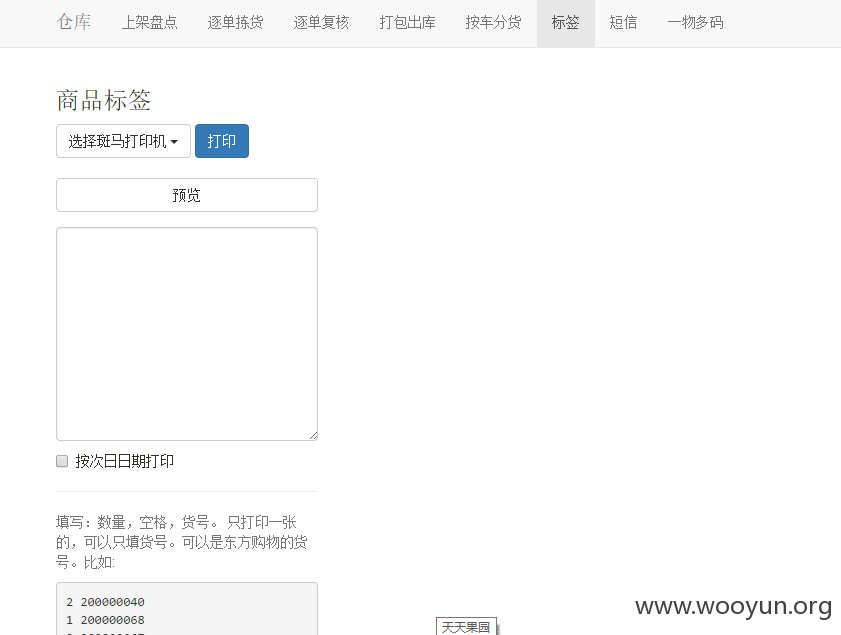 仓库 上架盘点 逐单拣货 逐单复核 打包出库 按车分货 标签 短信 一物多码
商品标签
选择斑马打印机 打印
预览
按次日日期打印
填写：数量，空格，货号。 只打印一张
的，可以只填货号。可以是东方购物的货
号。比如:
2 200000040
1 200000068
www.wooyun.org
天天果园